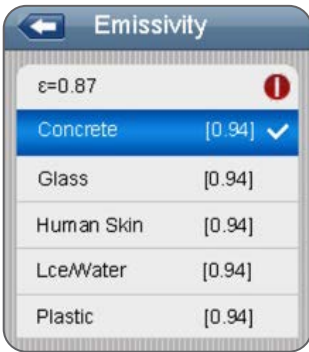 Emissivity
ε=0.87
Concrete [0.94]
Glass [0.94]
Human Skin [0.94]
Lce/Water [0.94]
Plastic [0.94]